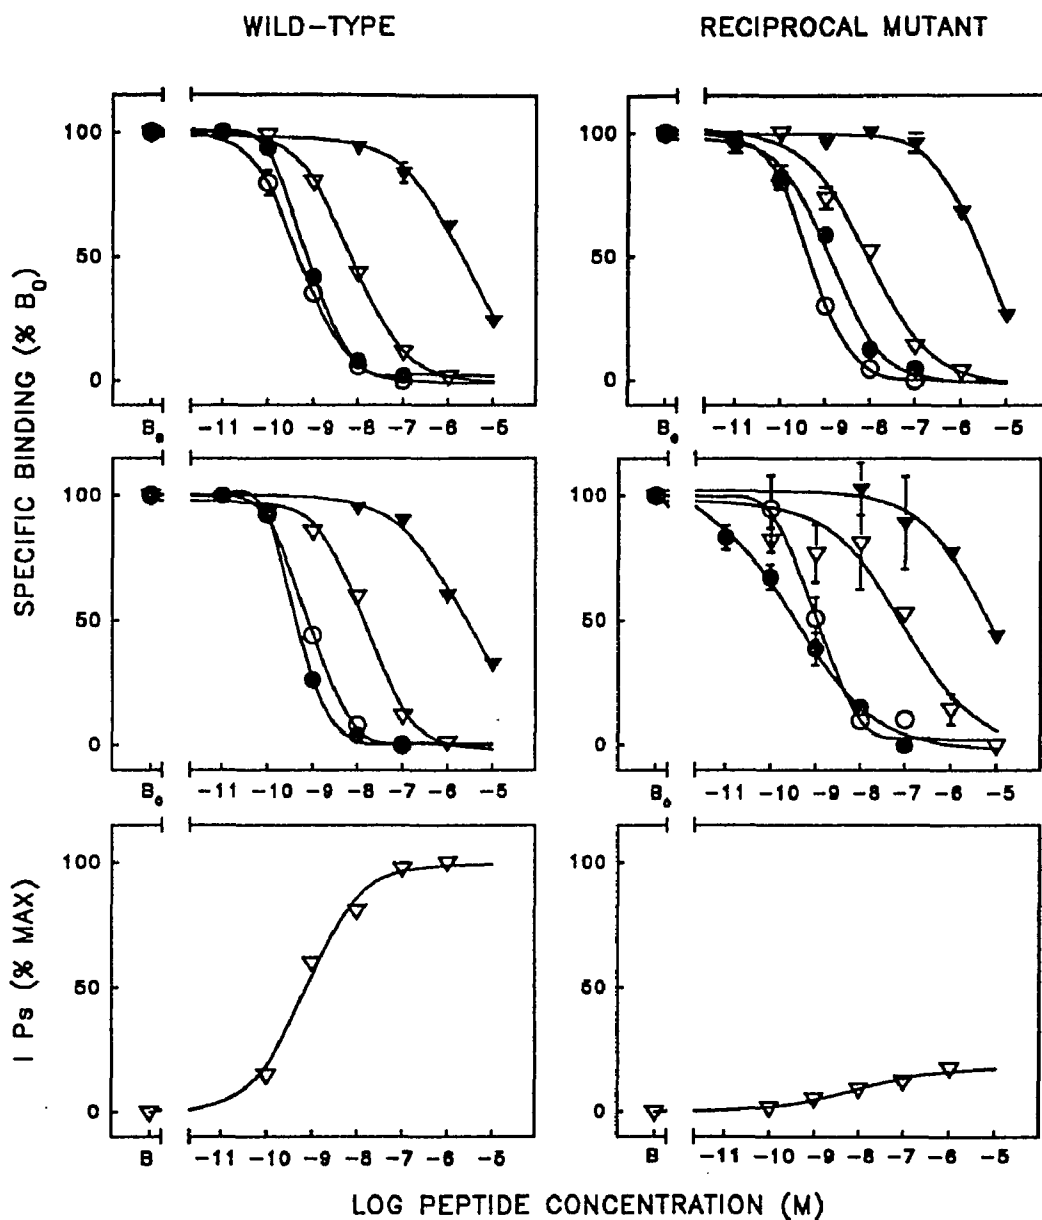 WILD-TYPE
RECIPROCAL MUTANT
SPECIFIC BINDING (% B0)
100
50
0
B0 -11 -10 -9 -8 -7 -6 -5
100
50
0
B0 -11 -10 -9 -8 -7 -6 -5
100
50
0
B0 -11 -10 -9 -8 -7 -6 -5
100
50
0
B0 -11 -10 -9 -8 -7 -6 -5
I Ps (% MAX)
100
50
0
B -11 -10 -9 -8 -7 -6 -5
100
50
0
B -11 -10 -9 -8 -7 -6 -5
LOG PEPTIDE CONCENTRATION (M)